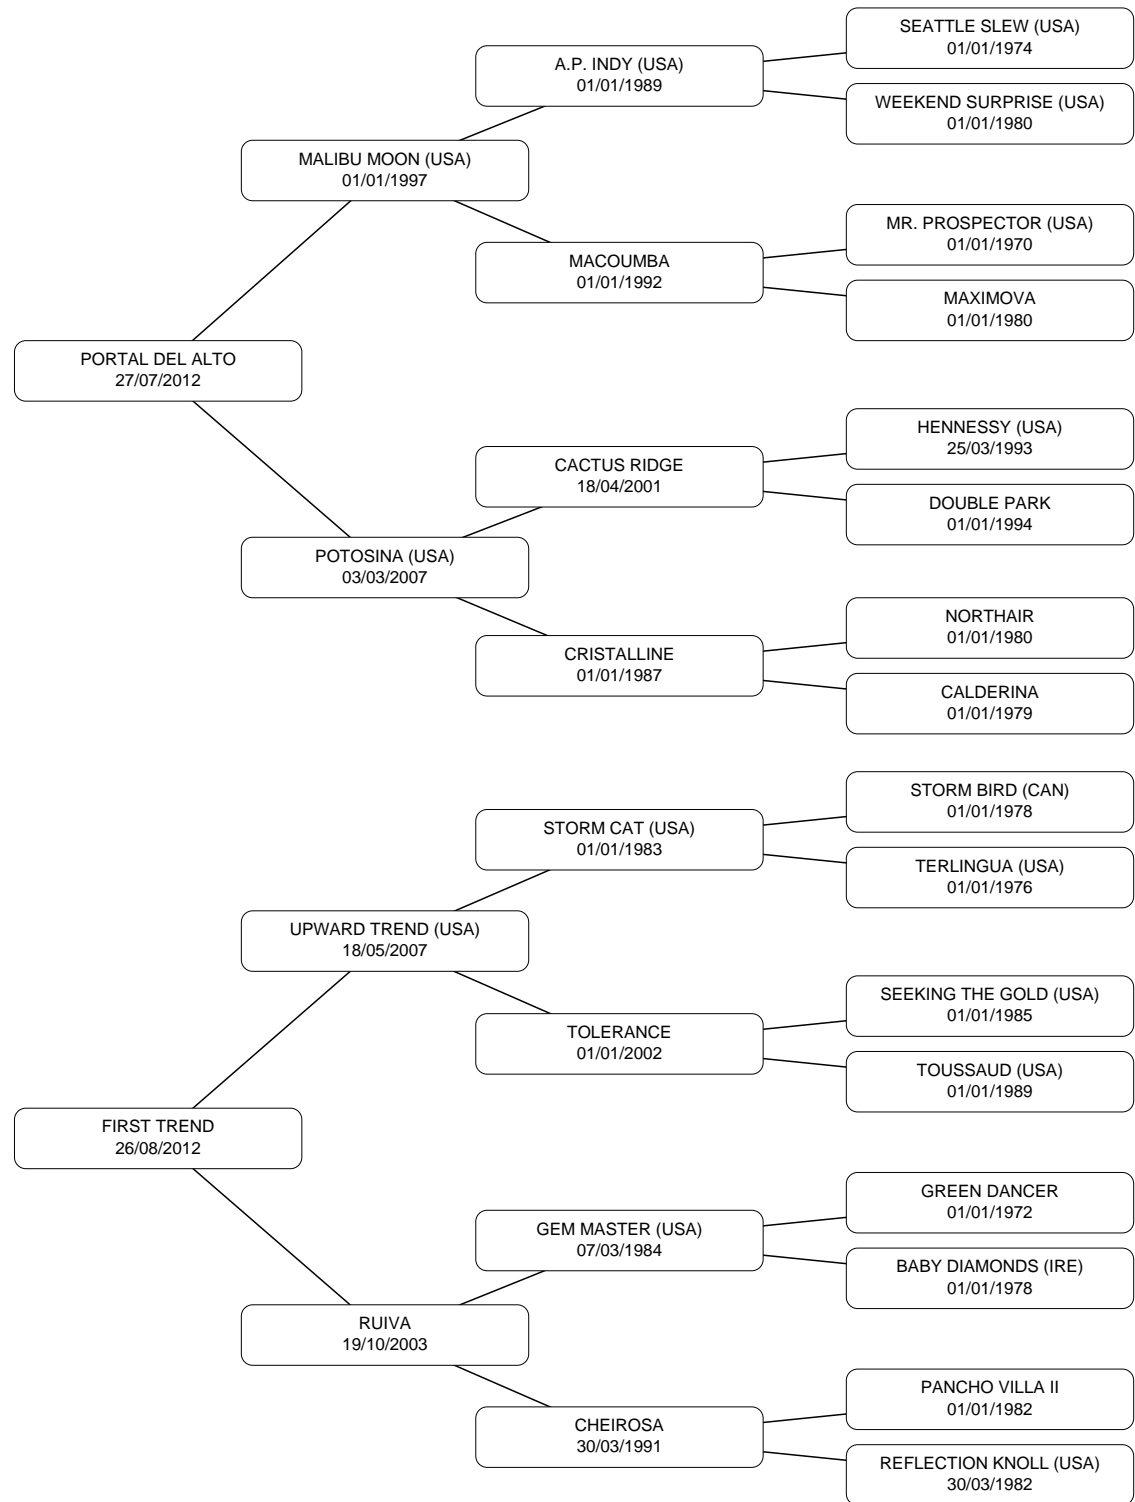 SEATTLE SLEW (USA)
01/01/1974
A.P. INDY (USA)
01/01/1989
WEEKEND SURPRISE (USA)
01/01/1980
MALIBU MOON (USA)
01/01/1997
MR. PROSPECTOR (USA)
01/01/1970
MACOUMBA
01/01/1992
MAXIMOVA
01/01/1980
PORTAL DEL ALTO
27/07/2012
HENNESSY (USA)
25/03/1993
CACTUS RIDGE
18/04/2001
DOUBLE PARK
01/01/1994
POTOSINA (USA)
03/03/2007
NORTHAIR
01/01/1980
CRISTALLINE
01/01/1987
CALDERINA
01/01/1979
STORM BIRD (CAN)
01/01/1978
STORM CAT (USA)
01/01/1983
TERLINGUA (USA)
01/01/1976
UPWARD TREND (USA)
18/05/2007
SEEKING THE GOLD (USA)
01/01/1985
TOLERANCE
01/01/2002
TOUSSAUD (USA)
01/01/1989
FIRST TREND
26/08/2012
GREEN DANCER
01/01/1972
GEM MASTER (USA)
07/03/1984
BABY DIAMONDS (IRE)
01/01/1978
RUIVA
19/10/2003
PANCHO VILLA II
01/01/1982
CHEIROSA
30/03/1991
REFLECTION KNOLL (USA)
30/03/1982